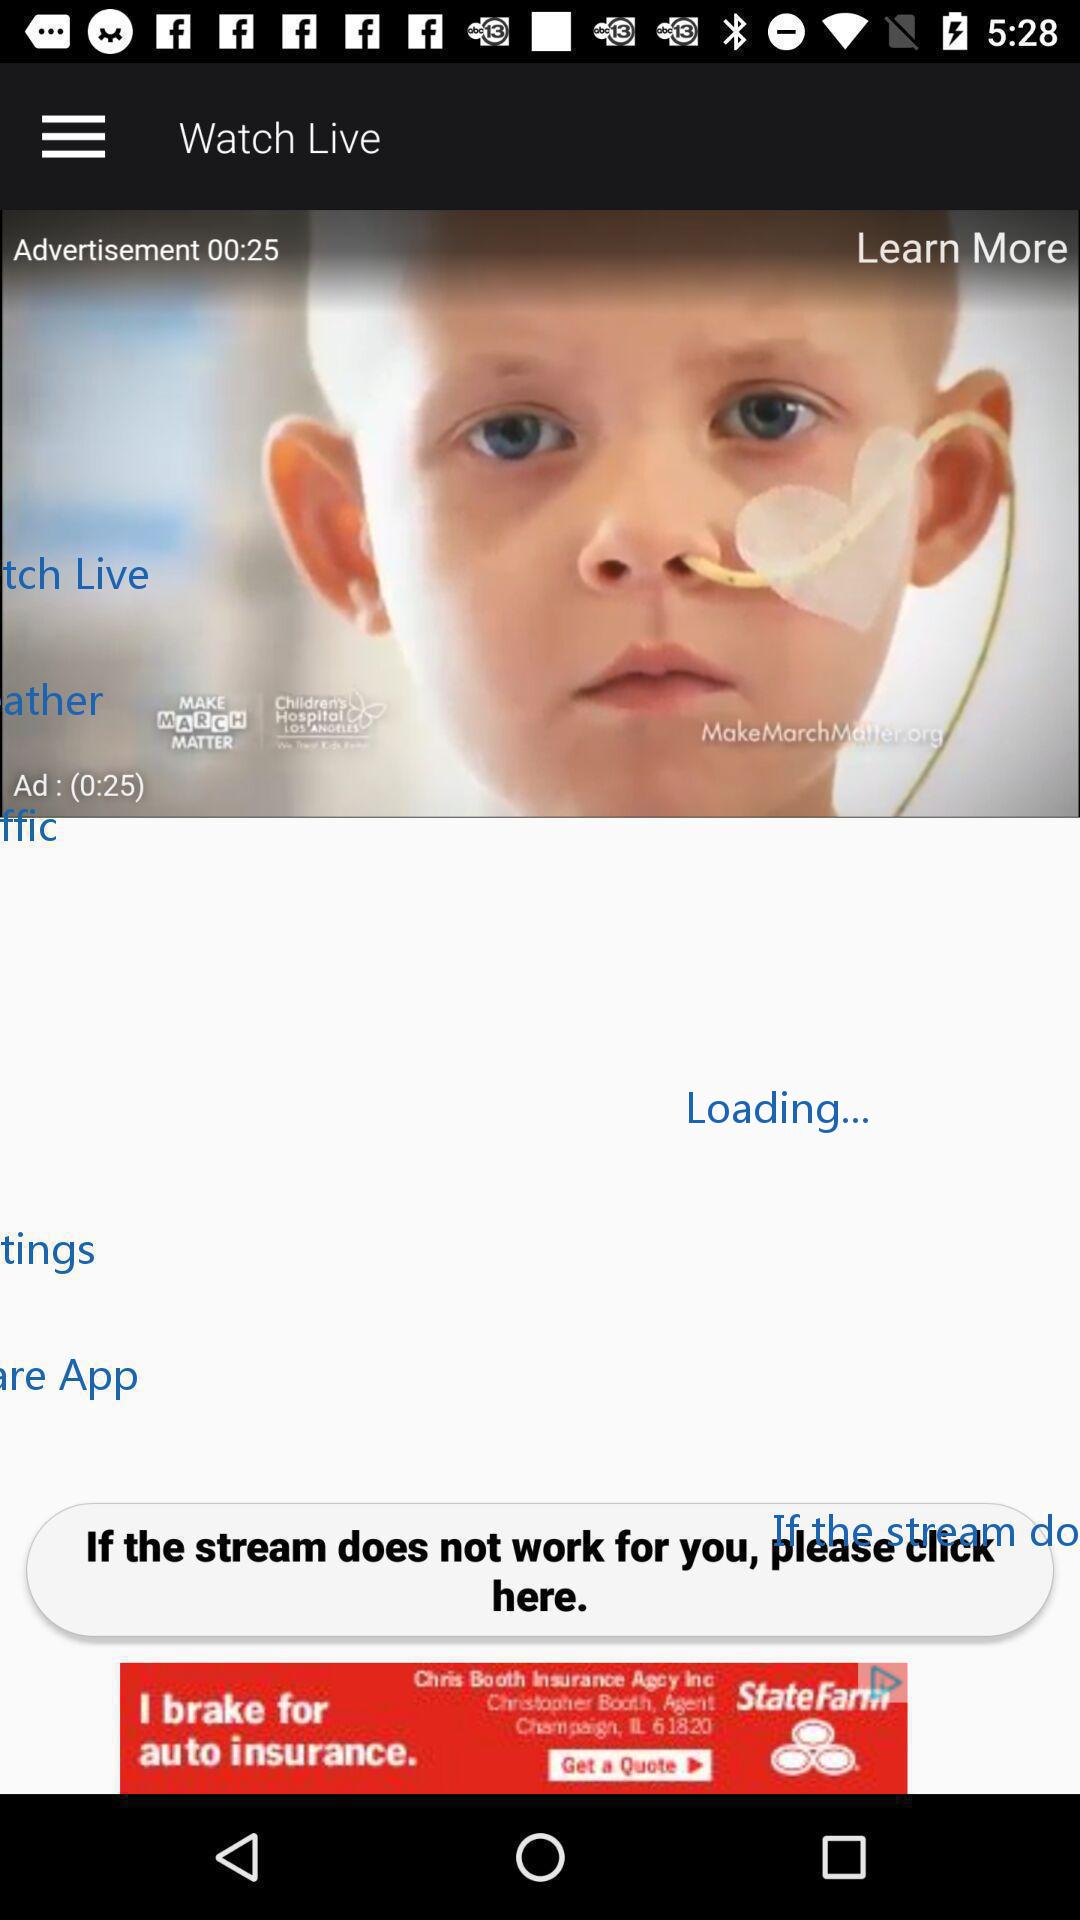 5:28
Watch Live
Advertisement 00:25
Learn More
tch Live
ather
MAKE
MARCH
MATTER
Children's
Hospital
LOS ANGELES
MakeMarchMatter.org
Ad : (0:25)
ffic
Loading...
tings
are App
If the stream do
If the stream does not work for you, please click
here.
I brake for
auto insurance.
Chris Booth Insurance Agcy Inc
Christopher Booth, Agent
Champaign, IL 61820
Get a Quote
StateFarm